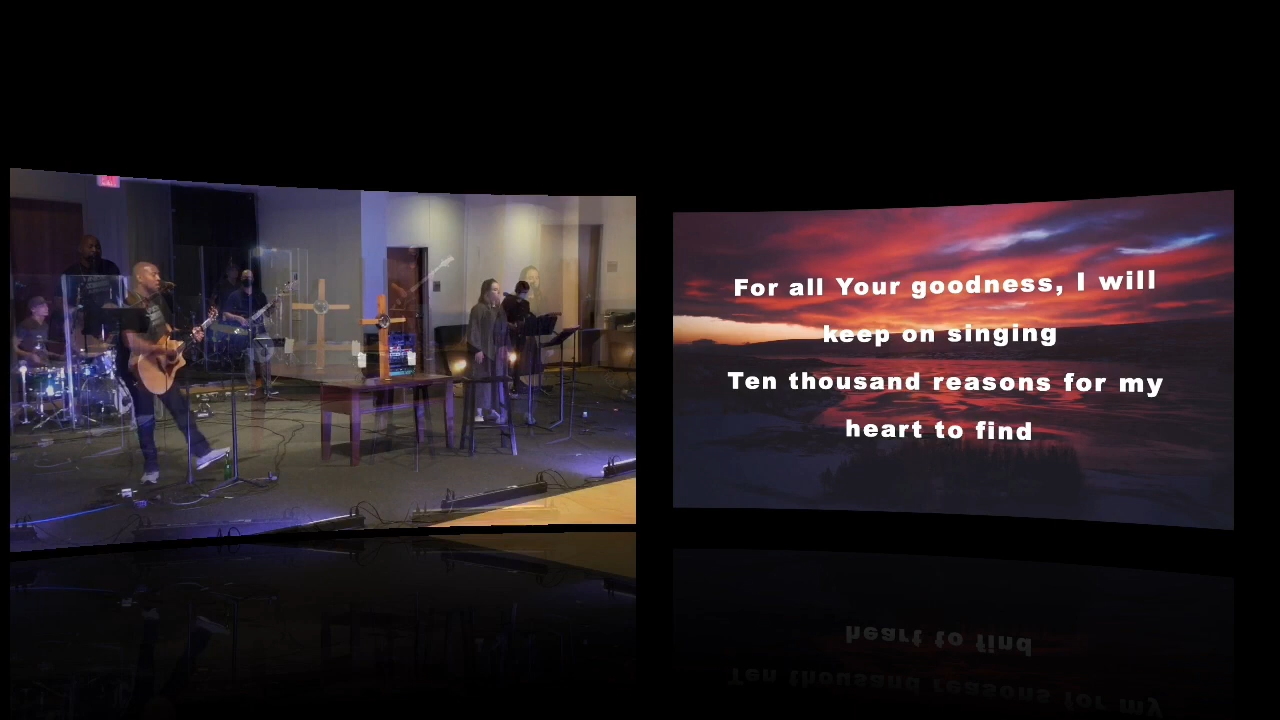 For all Your goodness, I will
keep on singing
Ten thousand reasons for my
heart to find